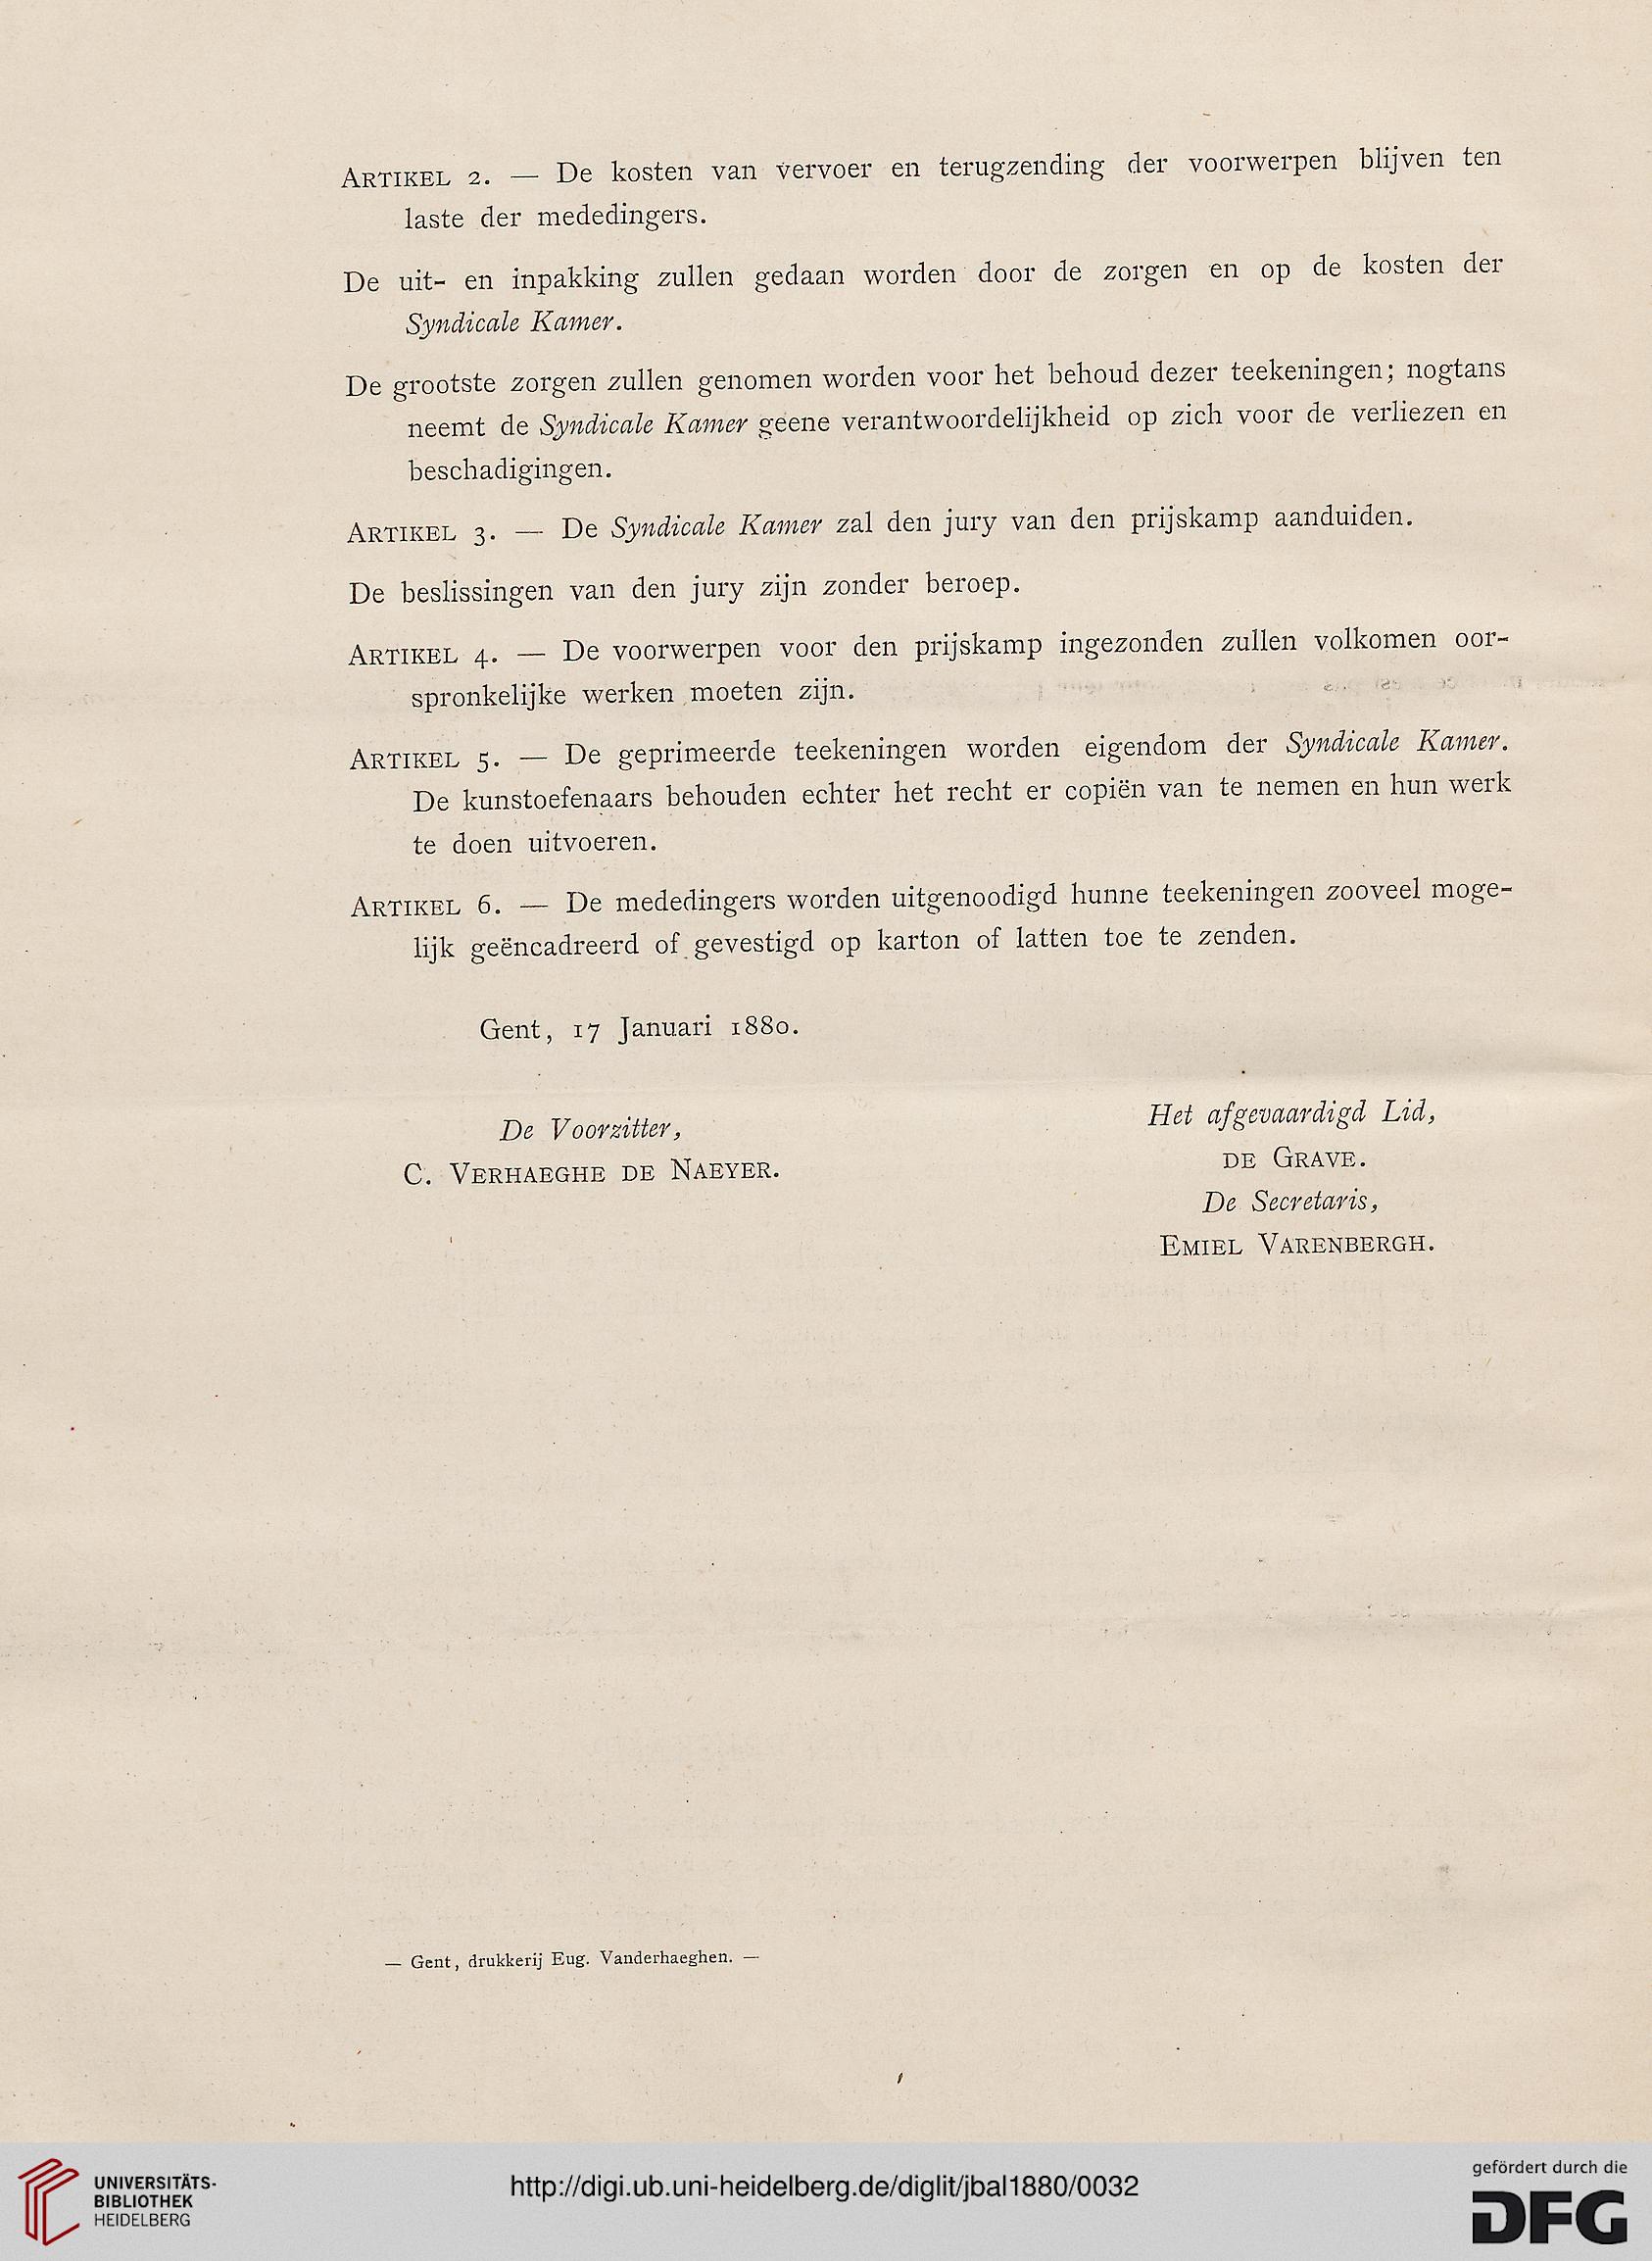 Artikel 2. — De kosten van vervoer en terugzending der voorwerpen blijven ten
laste der mededingers.
De uit- en inpakking zullen gedaan worden door de zorgen en op de kosten der
Syndicale Kamer.
De grootste zorgen zullen genomen worden voor het behoud dezer teekeningen; nogtans
neemt de Syndicale Kamer geene verantwoordelijkheid op zich voor de verliezen en
beschadigingen.
Artikel 3. — De Syndicale Kamer zal den jury van den prijskamp aanduiden.
De beslissingen van den jury zijn zonder beroep.
Artikel 4. — De voorwerpen voor den prijskamp ingezonden zullen volkomen oor-
spronkelijke werken moeten zijn.
Artikel 5. — De geprimeerde teekeningen worden eigendom der Syndicale Kamer.
De kunstoefenaars behouden echter het recht er copiën van te nemen en hun werk
te doen uitvoeren.
Artikel 6. — De mededingers worden uitgenoodigd hunne teekeningen zooveel moge-
lijk geëncadreerd of gevestigd op karton of latten toe te zenden.
Gent, 17 Januari 1880.
De Voorzitter,
C. Verhaeghe de Naeyer.
Het afgevaardigd Lid,
de Grave.
De Secretaris,
Emiel Varenbergh.
— Gent, drukkerij Eug. Vanderhaeghen. —
UNIVERSITÄTS-
BIBLIOTHEK
HEIDELBERG
http://digi.ub.uni-heidelberg.de/diglit/jbal1880/0032
gefördert durch die
DFG